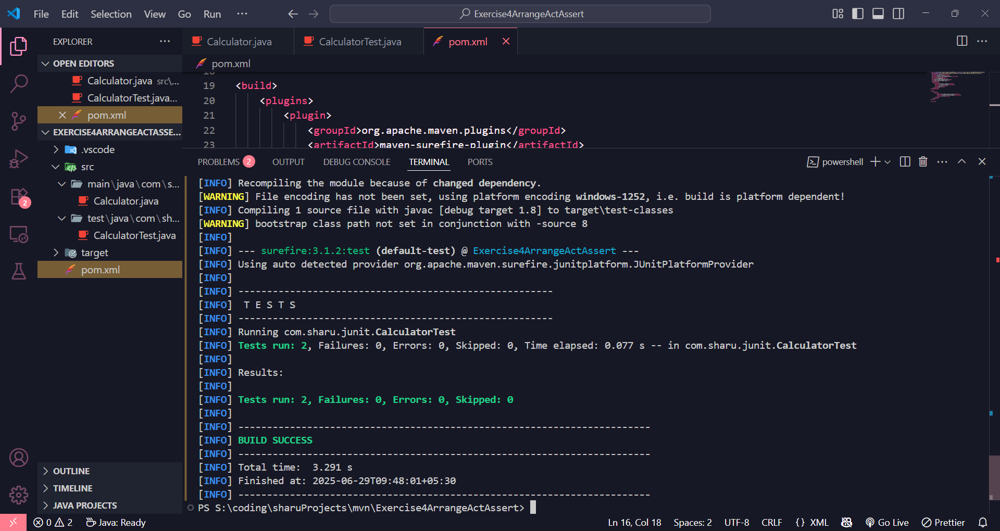 File Edit Selection View Go Run ··· Exercise4ArrangeActAssert
EXPLORER ···
OPEN EDITORS
Calculator.java src\...
CalculatorTest.java...
pom.xml
EXERCISE4ARRANGEACTASSE...
.vscode
src
main\java\com\s...
Calculator.java
test\java\com\sh...
CalculatorTest.java
target
pom.xml
OUTLINE
TIMELINE
JAVA PROJECTS
2
Calculator.java CalculatorTest.java pom.xml
pom.xml
18
19 <build>
20 <plugins>
21 <plugin>
22 <groupId>org.apache.maven.plugins</groupId>
23 <artifactId>maven-surefire-plugin</artifactId>
PROBLEMS 2 OUTPUT DEBUG CONSOLE TERMINAL PORTS powershell
[INFO] Recompiling the module because of changed dependency.
[WARNING] File encoding has not been set, using platform encoding windows-1252, i.e. build is platform dependent!
[INFO] Compiling 1 source file with javac [debug target 1.8] to target\test-classes
[WARNING] bootstrap class path not set in conjunction with -source 8
[INFO]
[INFO] --- surefire:3.1.2:test (default-test) @ Exercise4ArrangeActAssert ---
[INFO] Using auto detected provider org.apache.maven.surefire.junitplatform.JUnitPlatformProvider
[INFO]
[INFO] -------------------------------------------------------
[INFO]  T E S T S
[INFO] -------------------------------------------------------
[INFO] Running com.sharu.junit.CalculatorTest
[INFO] Tests run: 2, Failures: 0, Errors: 0, Skipped: 0, Time elapsed: 0.077 s -- in com.sharu.junit.CalculatorTest
[INFO]
[INFO] Results:
[INFO]
[INFO] Tests run: 2, Failures: 0, Errors: 0, Skipped: 0
[INFO]
[INFO] ------------------------------------------------------------------------
[INFO] BUILD SUCCESS
[INFO] ------------------------------------------------------------------------
[INFO] Total time:  3.291 s
[INFO] Finished at: 2025-06-29T09:48:01+05:30
[INFO] ------------------------------------------------------------------------
PS S:\coding\sharuProjects\mvn\Exercise4ArrangeActAssert>
0 2 Java: Ready Ln 16, Col 18 Spaces: 2 UTF-8 CRLF {} XML Go Live Prettier